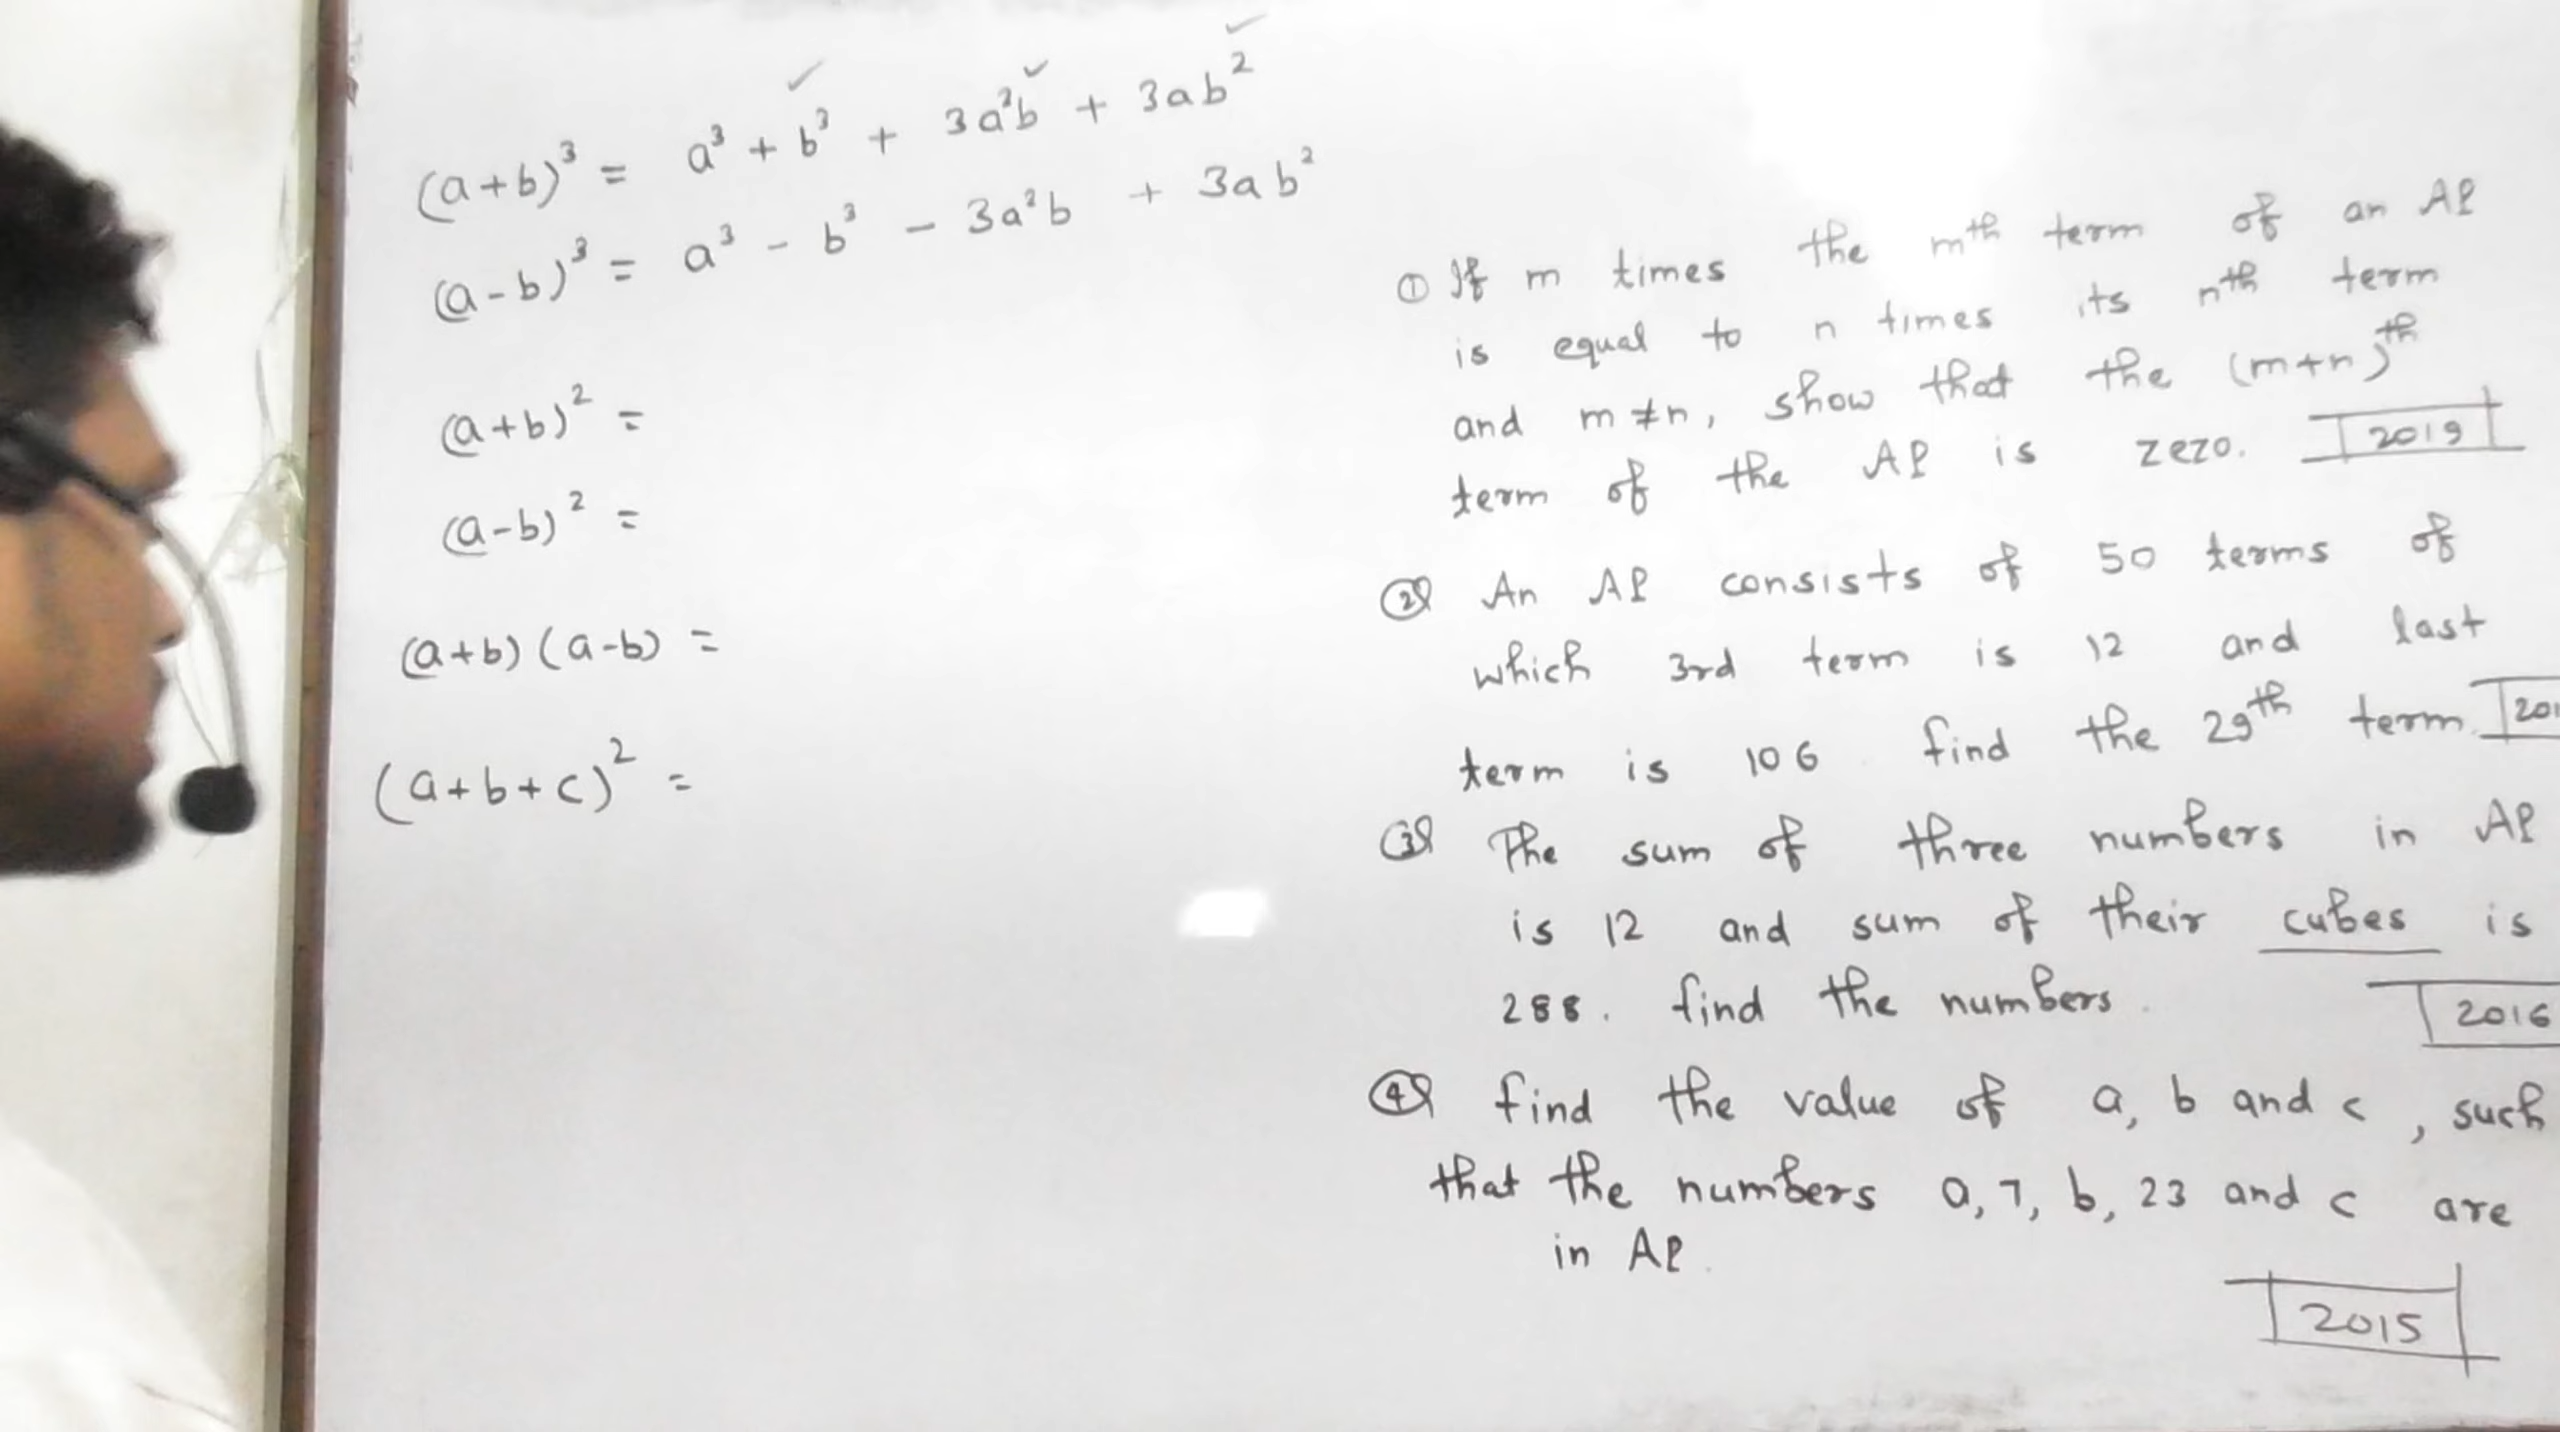 (a+b)³ = a³ + b³ + 3a²b + 3ab²
(a-b)³ = a³ - b³ - 3a²b + 3ab²
(a+b)² =
(a-b)² =
(a+b)(a-b) =
(a+b+c)² =
① If m times the mth term of an AP
is equal to n times its nth term
and m ≠ n, show that the (m+n)th
term of the AP is zezo. 2019
② An AP consists of 50 terms of
which 3rd term is 12 and last
term is 106 find the 29th term.
③ The sum of three numbers in AP
is 12 and sum of their cubes is
288. find the numbers.
2016
④ find the value of a, b and c, such
that the numbers a, 7, b, 23 and c are
in AP.
2015